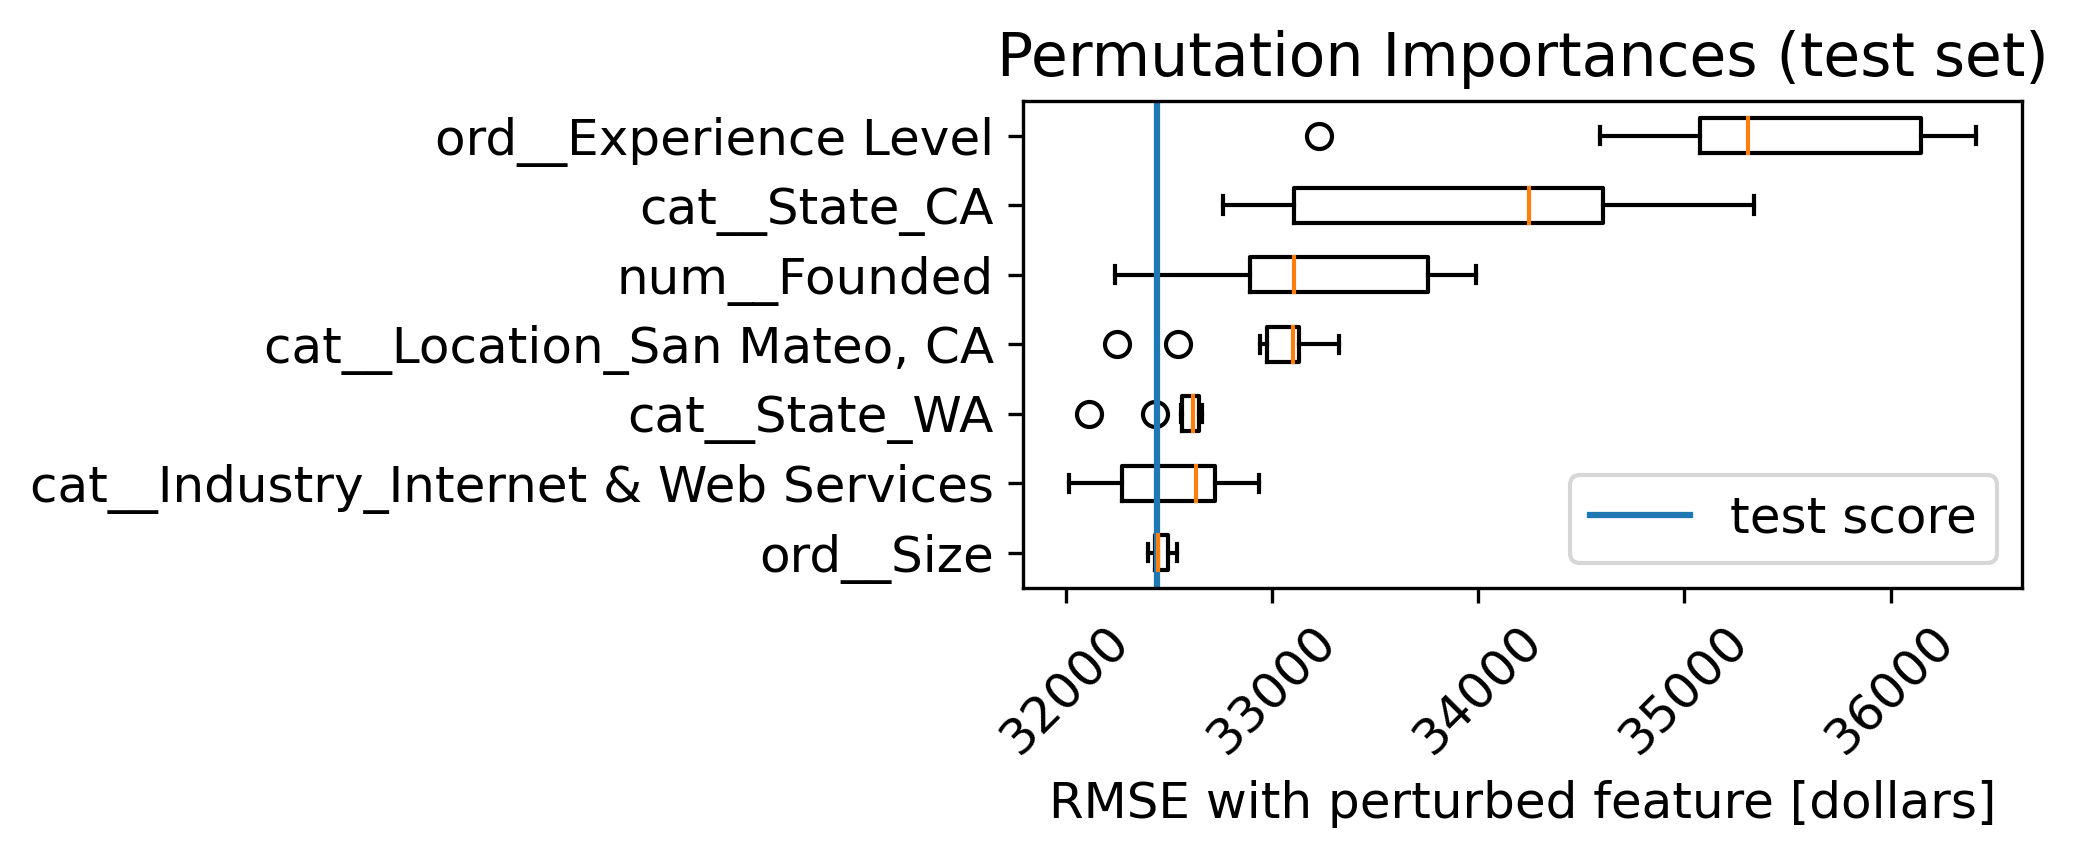 Permutation Importances (test set)
ord__Experience Level
cat__State_CA
num__Founded
cat__Location_San Mateo, CA
cat__State_WA
cat__Industry_Internet & Web Services
ord__Size
test score
32000
33000
34000
35000
36000
RMSE with perturbed feature [dollars]